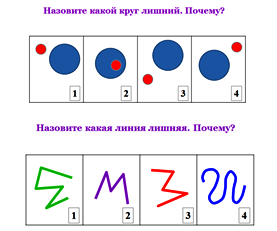 Назовите какой круг лишний. Почему?
1 2 3 4
Назовите какая линия лишняя. Почему?
1 2 3 4